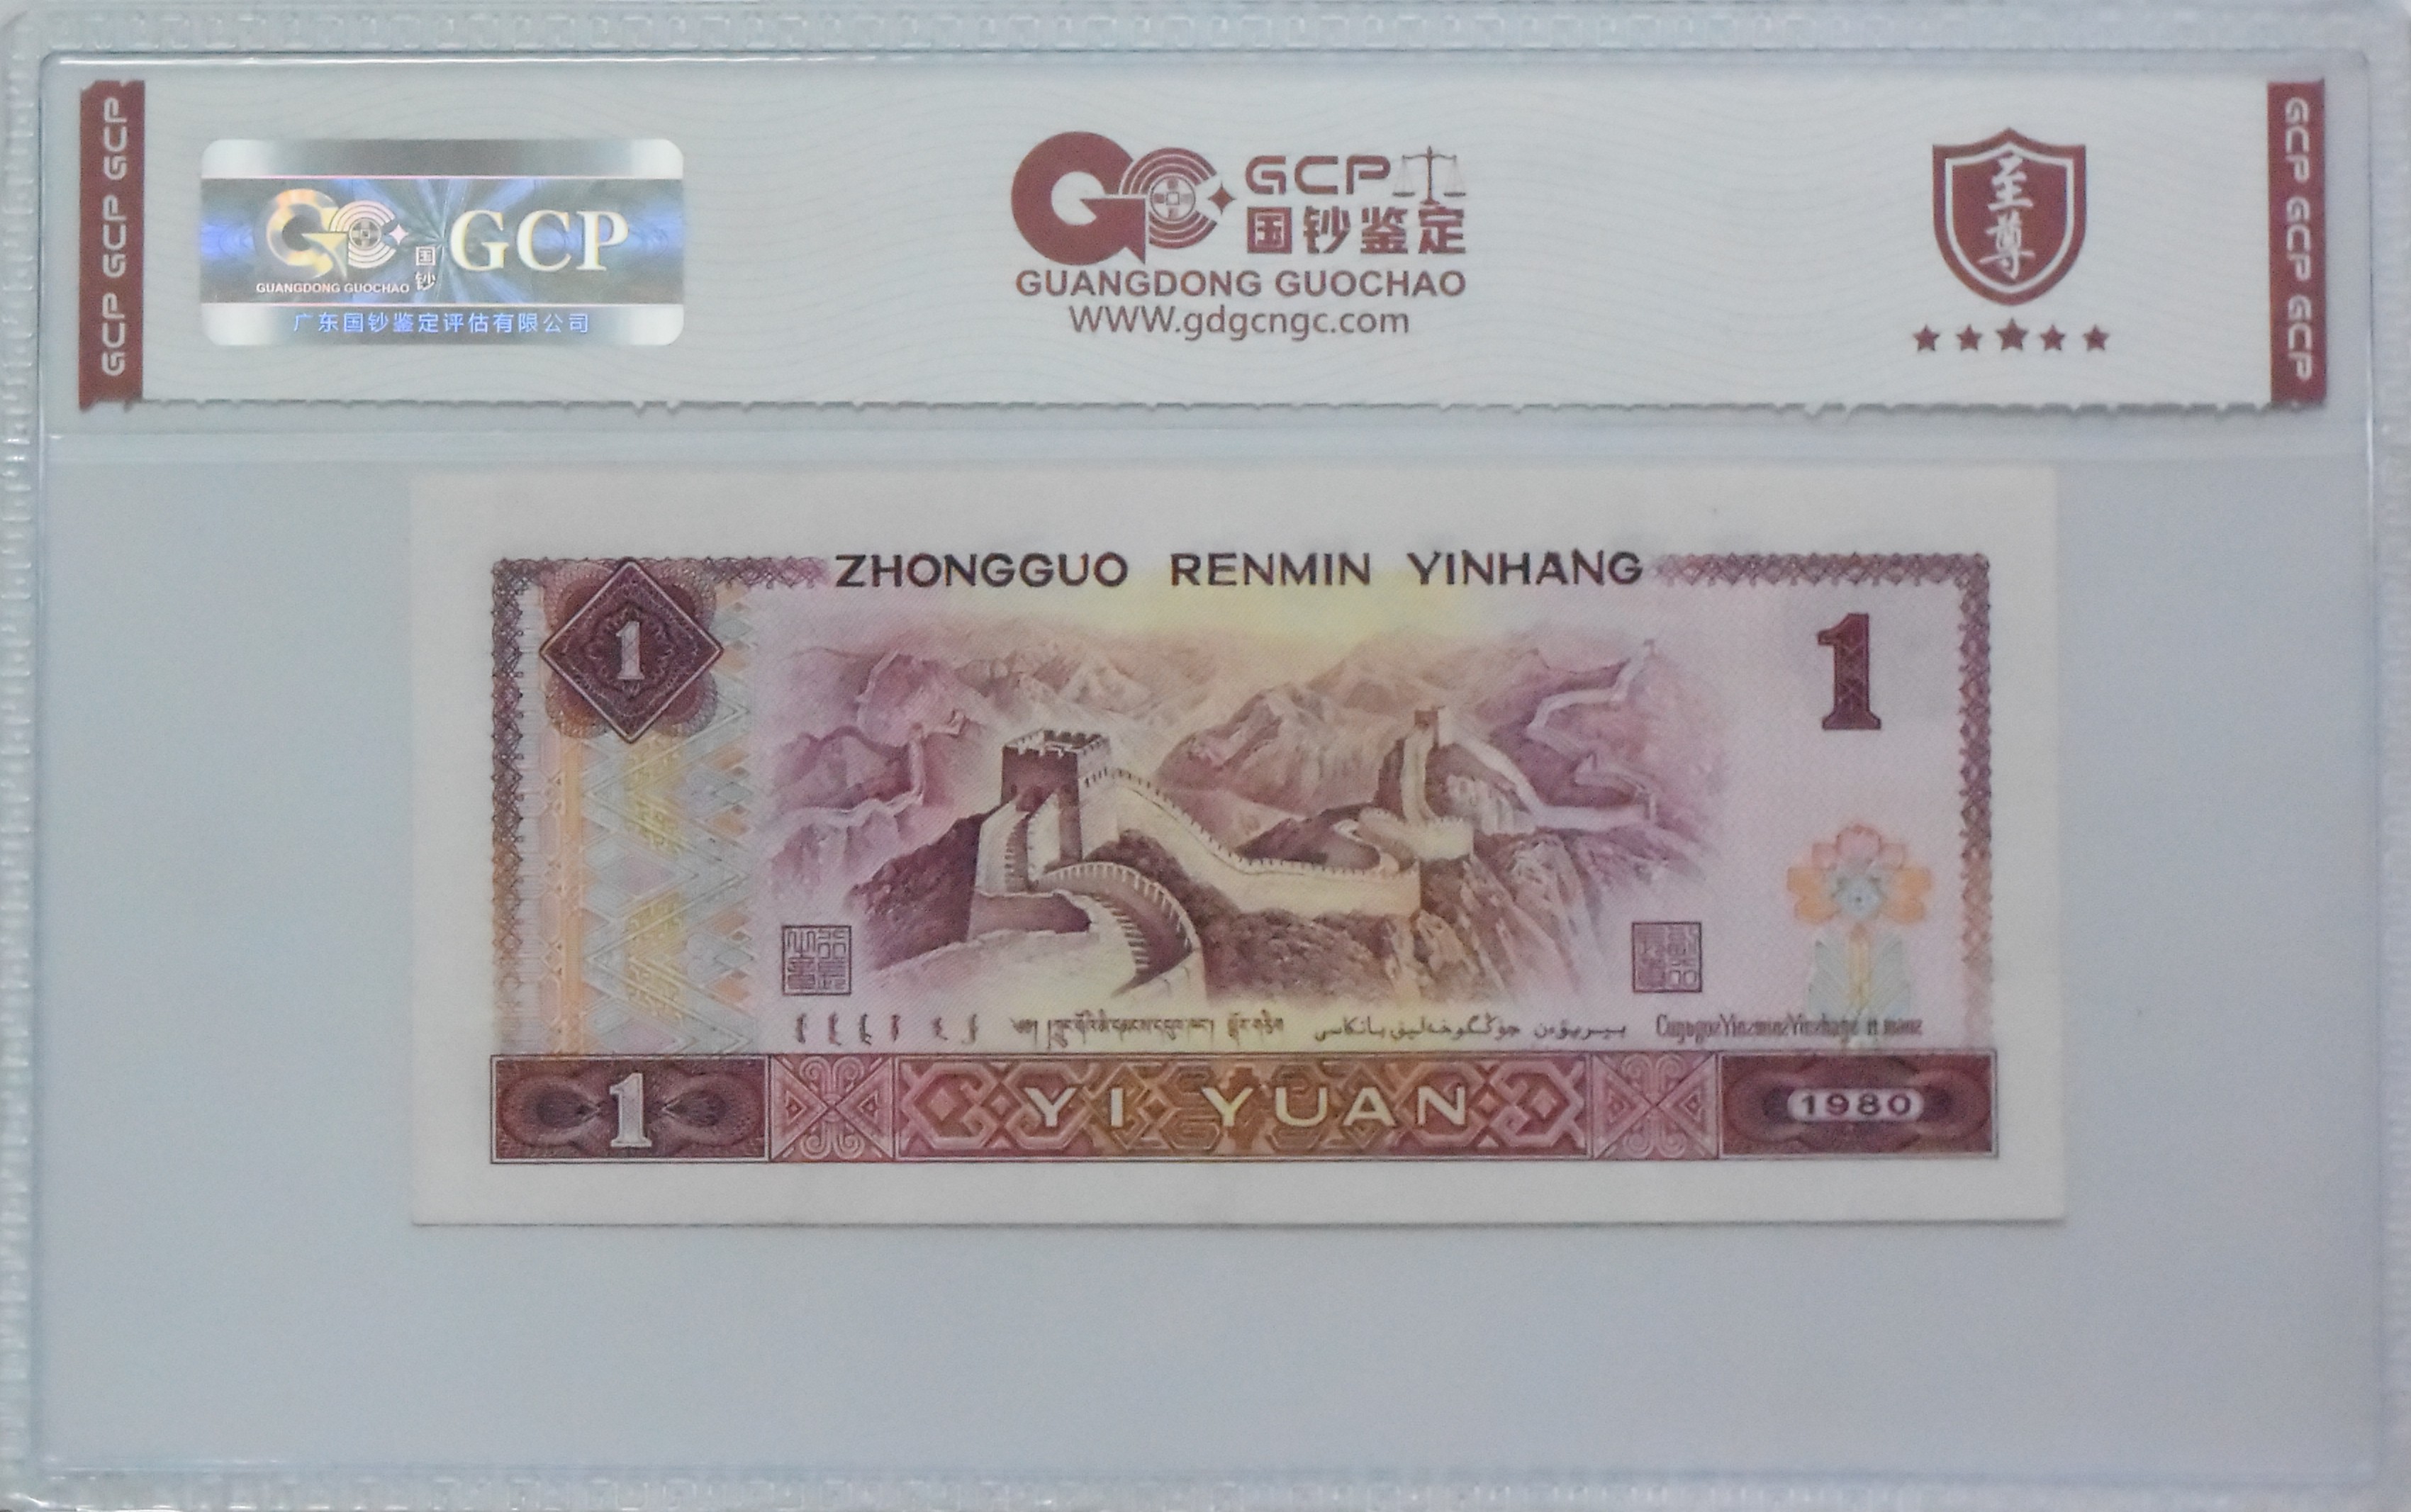 GCP GCP GCP
GCP
国钞
GUANGDONG GUOCHAO
广东国钞鉴定评估有限公司
GCP
国钞鉴定
GUANGDONG GUOCHAO
WWW.gdgcngc.com
至尊
GCP GCP GCP
ZHONGGUO RENMIN YINHANG
1
1
1
YI YUAN
1980